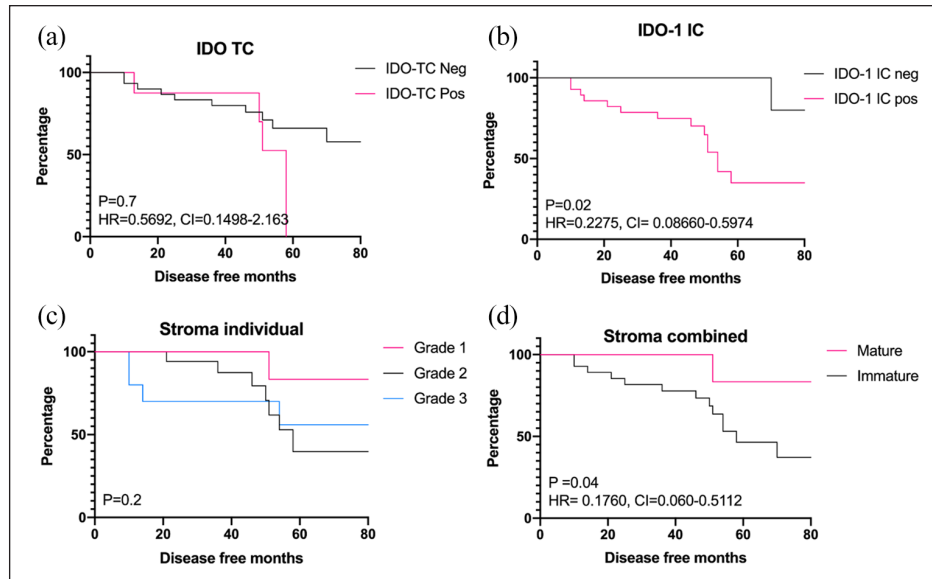 (a)
IDO TC
IDO-TC Neg
IDO-TC Pos
Percentage
100
50
0
P=0.7
HR=0.5692, CI=0.1498-2.163
0 20 40 60 80
Disease free months
(b)
IDO-1 IC
IDO-1 IC neg
IDO-1 IC pos
Percentage
100
50
0
P=0.02
HR=0.2275, CI= 0.08660-0.5974
0 20 40 60 80
Disease free months
(c)
Stroma individual
Grade 1
Grade 2
Grade 3
Percentage
100
50
0
P=0.2
0 20 40 60 80
Disease free months
(d)
Stroma combined
Mature
Immature
Percentage
100
50
0
P =0.04
HR= 0.1760, CI=0.060-0.5112
0 20 40 60 80
Disease free months